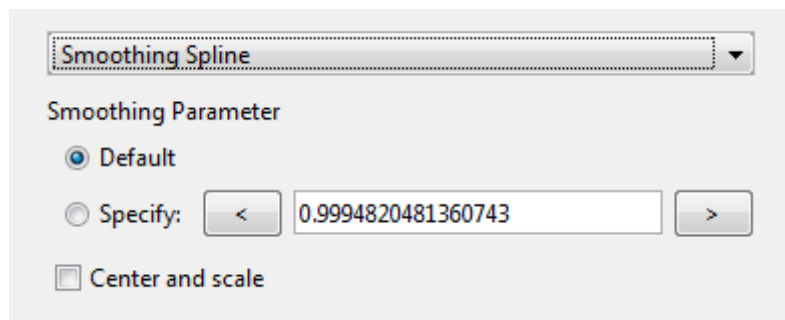 Smoothing Spline
Smoothing Parameter
Default
Specify: < 0.9994820481360743 >
Center and scale